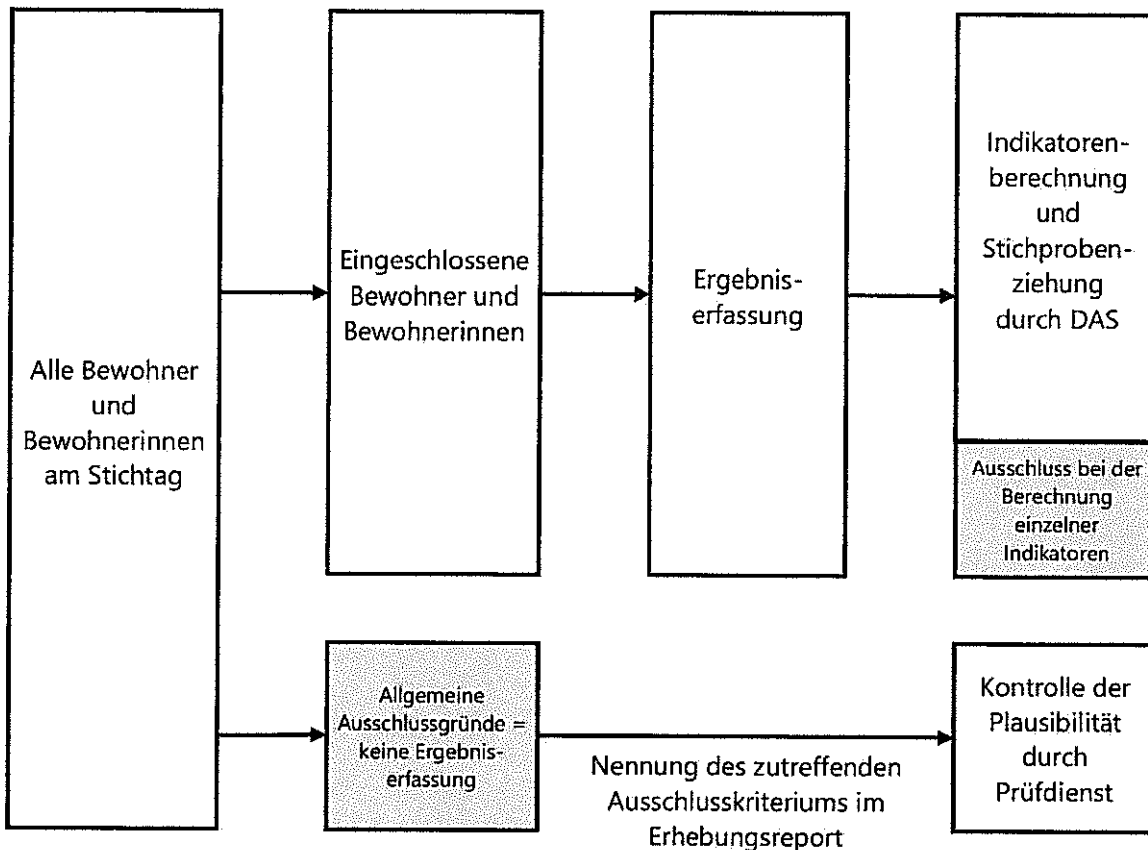 Alle Bewohner
und
Bewohnerinnen
am Stichtag
Eingeschlossene
Bewohner und
Bewohnerinnen
Ergebnis-
erfassung
Indikatoren-
berechnung
und
Stichproben-
ziehung
durch DAS
Ausschluss bei der
Berechnung
einzelner
Indikatoren
Allgemeine
Ausschlussgründe =
keine Ergebnis-
erfassung
Nennung des zutreffenden
Ausschlusskriteriums im
Erhebungsreport
Kontrolle der
Plausibilität
durch
Prüfdienst